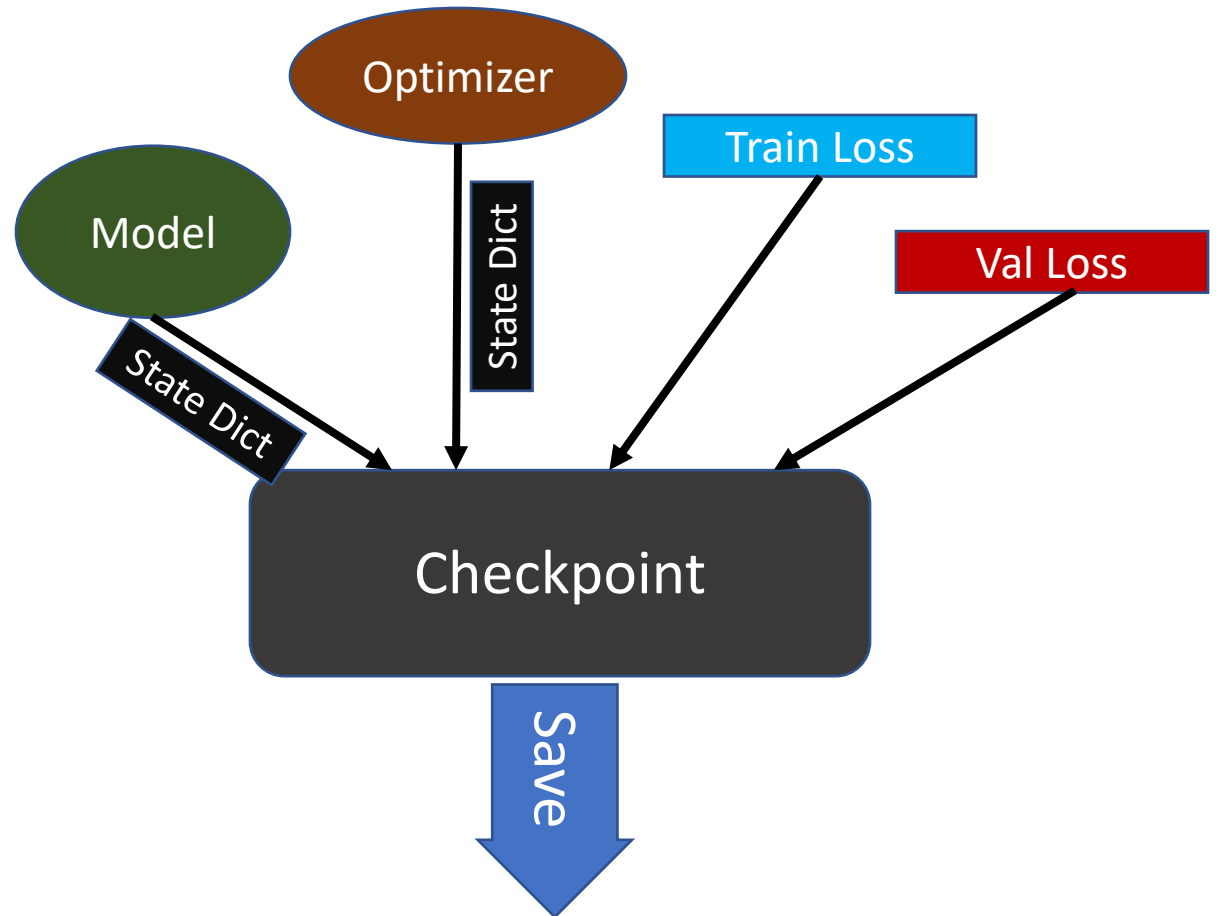 Optimizer
Train Loss
Model
State Dict
Val Loss
State Dict
Checkpoint
Save